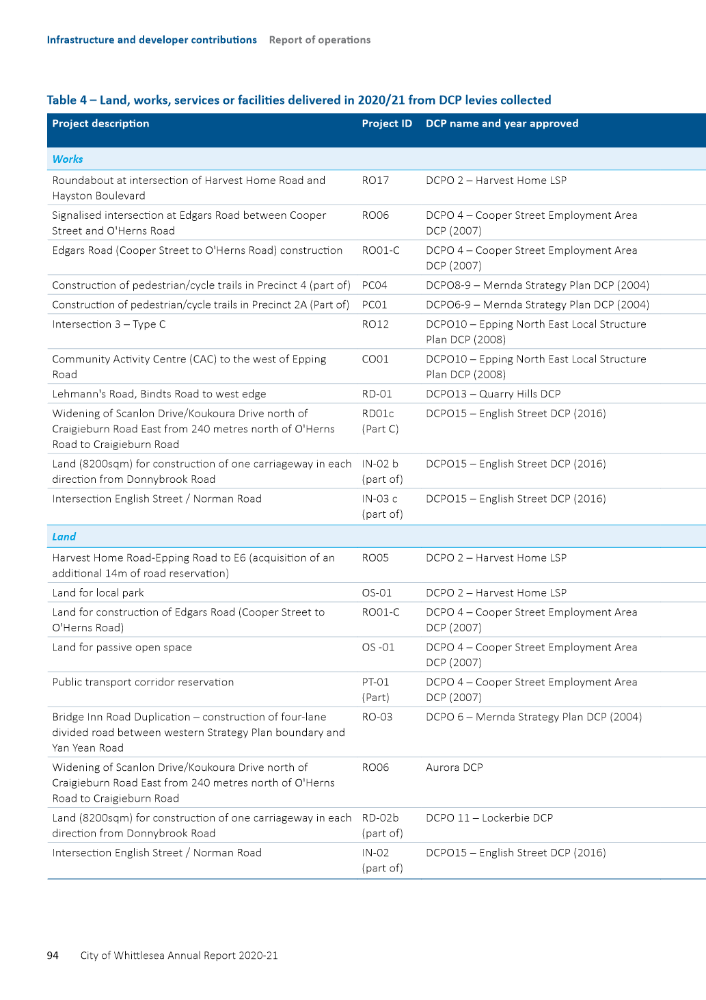 Infrastructure and developer contributions Report of operations
Table 4 – Land, works, services or facilities delivered in 2020/21 from DCP levies collected
Project description Project ID DCP name and year approved
Works
Roundabout at intersection of Harvest Home Road and RO17 DCPO 2 – Harvest Home LSP
Hayston Boulevard
Signalised intersection at Edgars Road between Cooper RO06 DCPO 4 – Cooper Street Employment Area
Street and O'Herns Road DCP (2007)
Edgars Road (Cooper Street to O'Herns Road) construction RO01-C DCPO 4 – Cooper Street Employment Area
DCP (2007)
Construction of pedestrian/cycle trails in Precinct 4 (part of) PC04 DCPO8-9 – Mernda Strategy Plan DCP (2004)
Construction of pedestrian/cycle trails in Precinct 2A (Part of) PC01 DCPO6-9 – Mernda Strategy Plan DCP (2004)
Intersection 3 – Type C RO12 DCPO10 – Epping North East Local Structure
Plan DCP (2008)
Community Activity Centre (CAC) to the west of Epping CO01 DCPO10 – Epping North East Local Structure
Road Plan DCP (2008)
Lehmann's Road, Bindts Road to west edge RD-01 DCPO13 – Quarry Hills DCP
Widening of Scanlon Drive/Koukoura Drive north of RD01c DCPO15 – English Street DCP (2016)
Craigieburn Road East from 240 metres north of O'Herns (Part C)
Road to Craigieburn Road
Land (8200sqm) for construction of one carriageway in each IN-02 b DCPO15 – English Street DCP (2016)
direction from Donnybrook Road (part of)
Intersection English Street / Norman Road IN-03 c DCPO15 – English Street DCP (2016)
(part of)
Land
Harvest Home Road-Epping Road to E6 (acquisition of an RO05 DCPO 2 – Harvest Home LSP
additional 14m of road reservation)
Land for local park OS-01 DCPO 2 – Harvest Home LSP
Land for construction of Edgars Road (Cooper Street to RO01-C DCPO 4 – Cooper Street Employment Area
O'Herns Road) DCP (2007)
Land for passive open space OS -01 DCPO 4 – Cooper Street Employment Area
DCP (2007)
Public transport corridor reservation PT-01 DCPO 4 – Cooper Street Employment Area
(Part) DCP (2007)
Bridge Inn Road Duplication – construction of four-lane RO-03 DCPO 6 – Mernda Strategy Plan DCP (2004)
divided road between western Strategy Plan boundary and
Yan Yean Road
Widening of Scanlon Drive/Koukoura Drive north of RO06 Aurora DCP
Craigieburn Road East from 240 metres north of O'Herns
Road to Craigieburn Road
Land (8200sqm) for construction of one carriageway in each RD-02b DCPO 11 – Lockerbie DCP
direction from Donnybrook Road (part of)
Intersection English Street / Norman Road IN-02 DCPO15 – English Street DCP (2016)
(part of)
94 City of Whittlesea Annual Report 2020-21